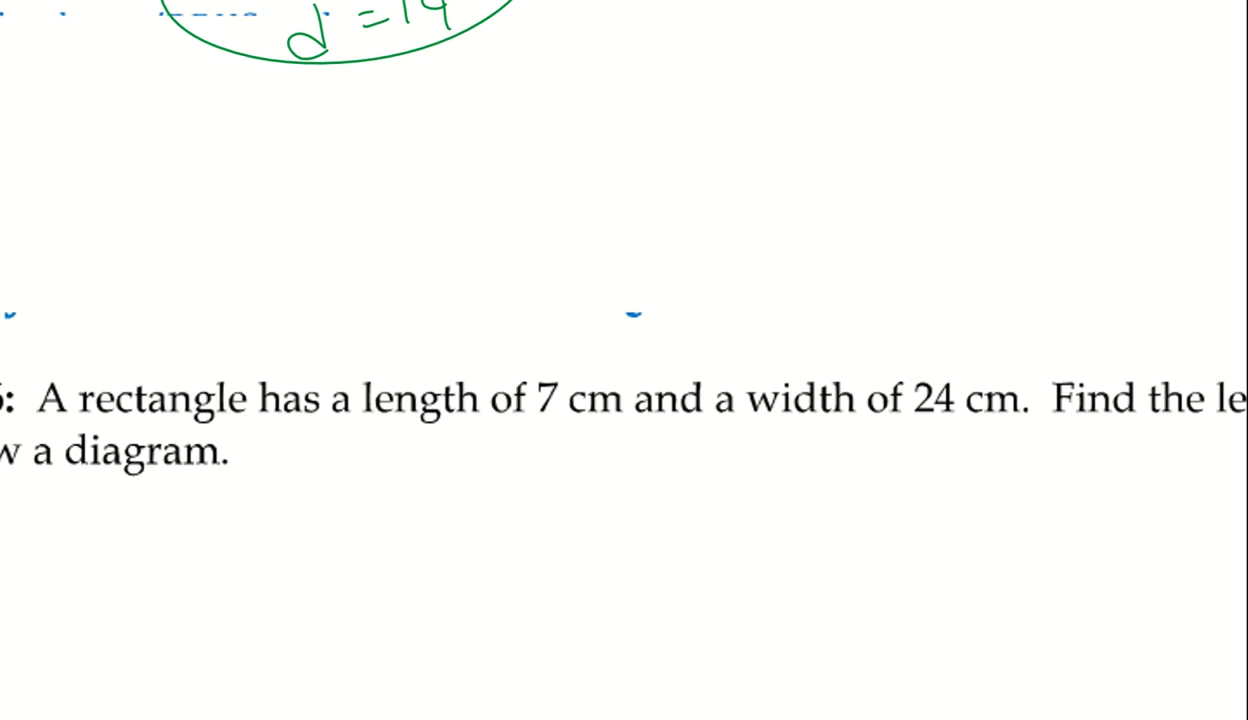 d = 14
: A rectangle has a length of 7 cm and a width of 24 cm. Find the le
w a diagram.